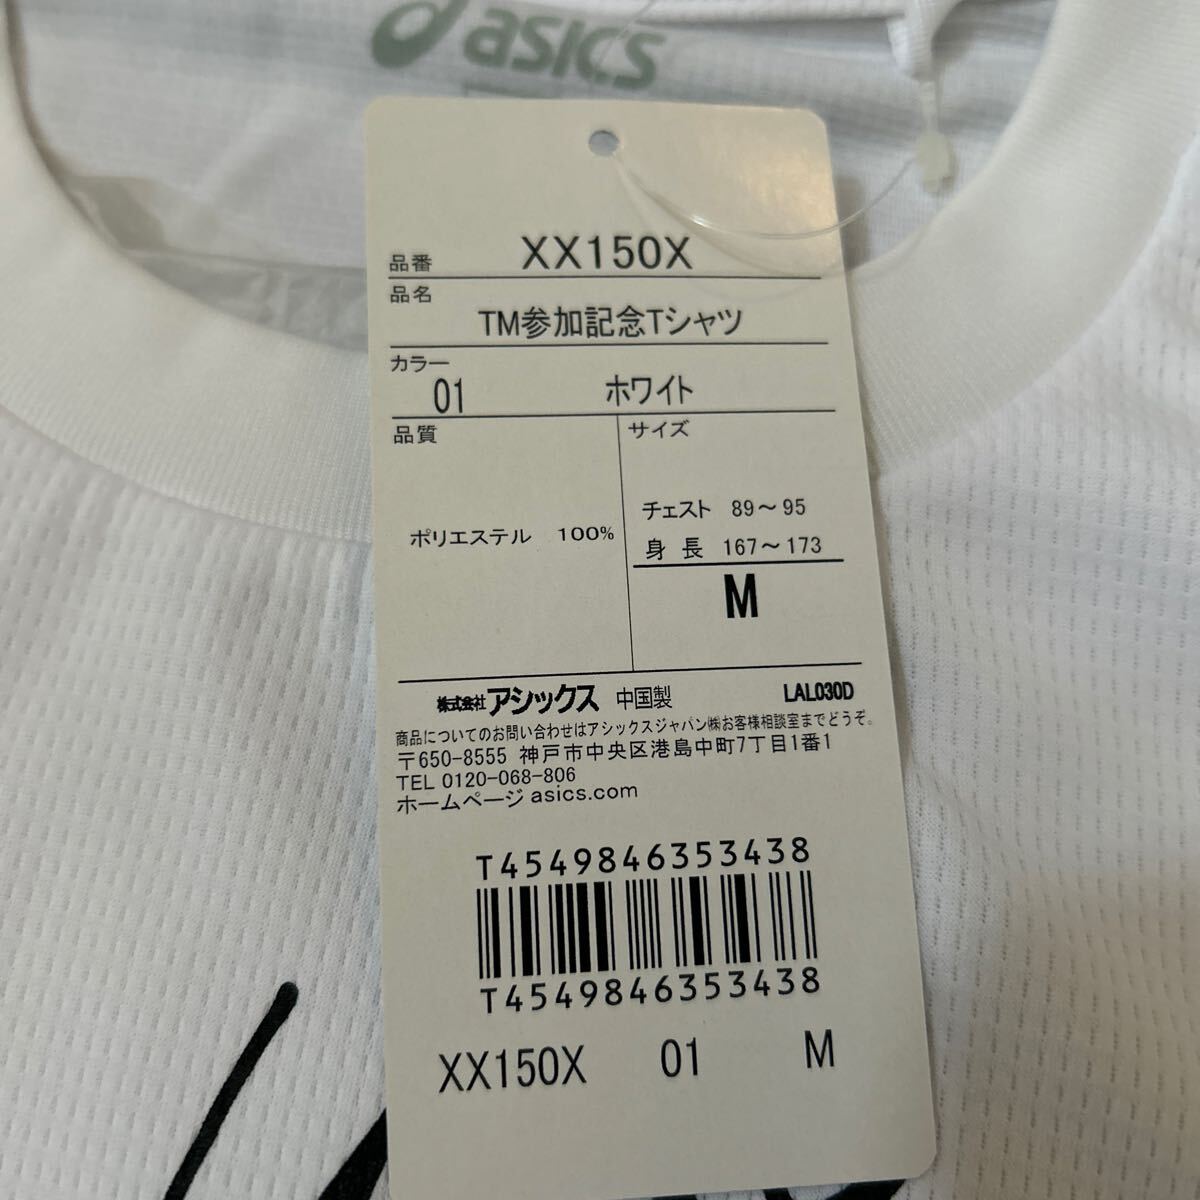 asics
品番 XX150X
品名
TM参加記念Tシャツ
カラー
01 ホワイト
品質
ポリエステル 100%
サイズ
チェスト 89～95
身長 167～173
M
株式会社アシックス 中国製 LAL030D
商品についてのお問い合わせはアシックスジャパン㈱お客様相談室までどうぞ。
〒650-8555 神戸市中央区港島中町7丁目1番1
TEL 0120-068-806
ホームページ asics.com
T4549846353438
T4549846353438
XX150X 01 M